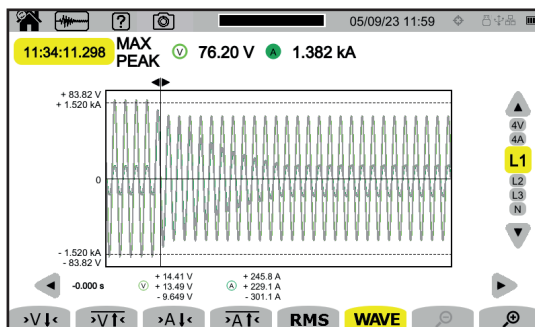 ?
05/09/23 11:59
11:34:11.298
MAX
PEAK
V 76.20 V A 1.382 kA
+ 83.82 V
+ 1.520 kA
0
- 1.520 kA
- 83.82 V
4V
4A
L1
L2
L3
N
-0.000 s
V
+ 14.41 V
+ 13.49 V
- 9.649 V
A
+ 245.8 A
+ 229.1 A
- 301.1 A
>V↓<
>V↑<
>A↓<
>A↑<
RMS
WAVE